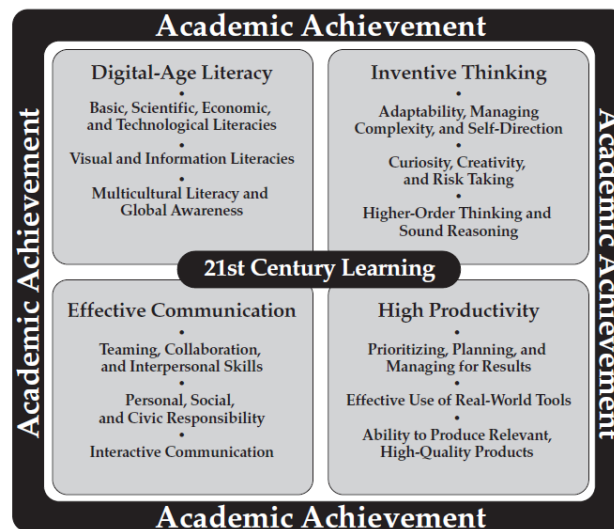 Academic Achievement
Academic Achievement
Academic Achievement
Digital-Age Literacy
•
Basic, Scientific, Economic,
and Technological Literacies
•
Visual and Information Literacies
•
Multicultural Literacy and
Global Awareness
Inventive Thinking
•
Adaptability, Managing
Complexity, and Self-Direction
•
Curiosity, Creativity,
and Risk Taking
•
Higher-Order Thinking and
Sound Reasoning
21st Century Learning
Effective Communication
•
Teaming, Collaboration,
and Interpersonal Skills
•
Personal, Social,
and Civic Responsibility
•
Interactive Communication
High Productivity
•
Prioritizing, Planning, and
Managing for Results
•
Effective Use of Real-World Tools
•
Ability to Produce Relevant,
High-Quality Products
Academic Achievement